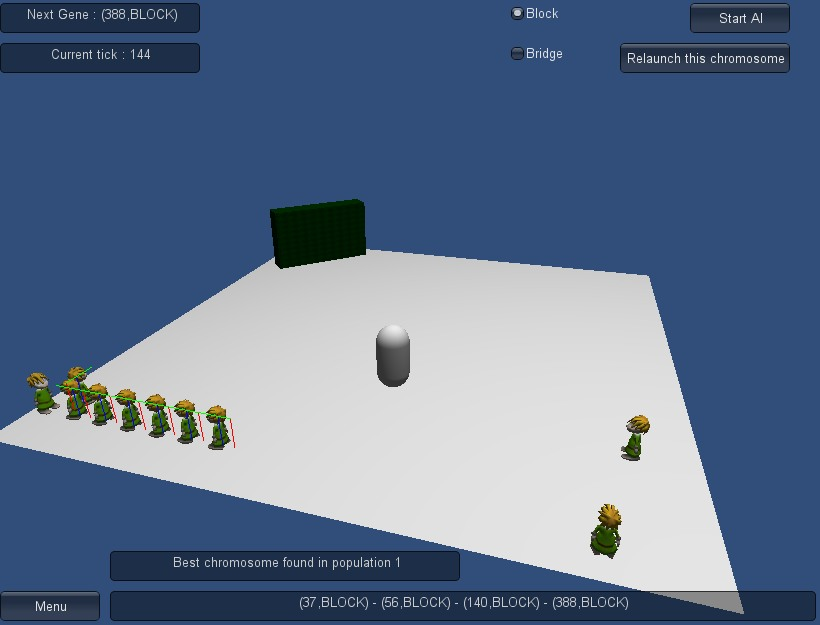 Next Gene : (388,BLOCK)
Block
Start AI
Current tick : 144
Bridge
Relaunch this chromosome
Best chromosome found in population 1
Menu
(37,BLOCK) - (56,BLOCK) - (140,BLOCK) - (388,BLOCK)